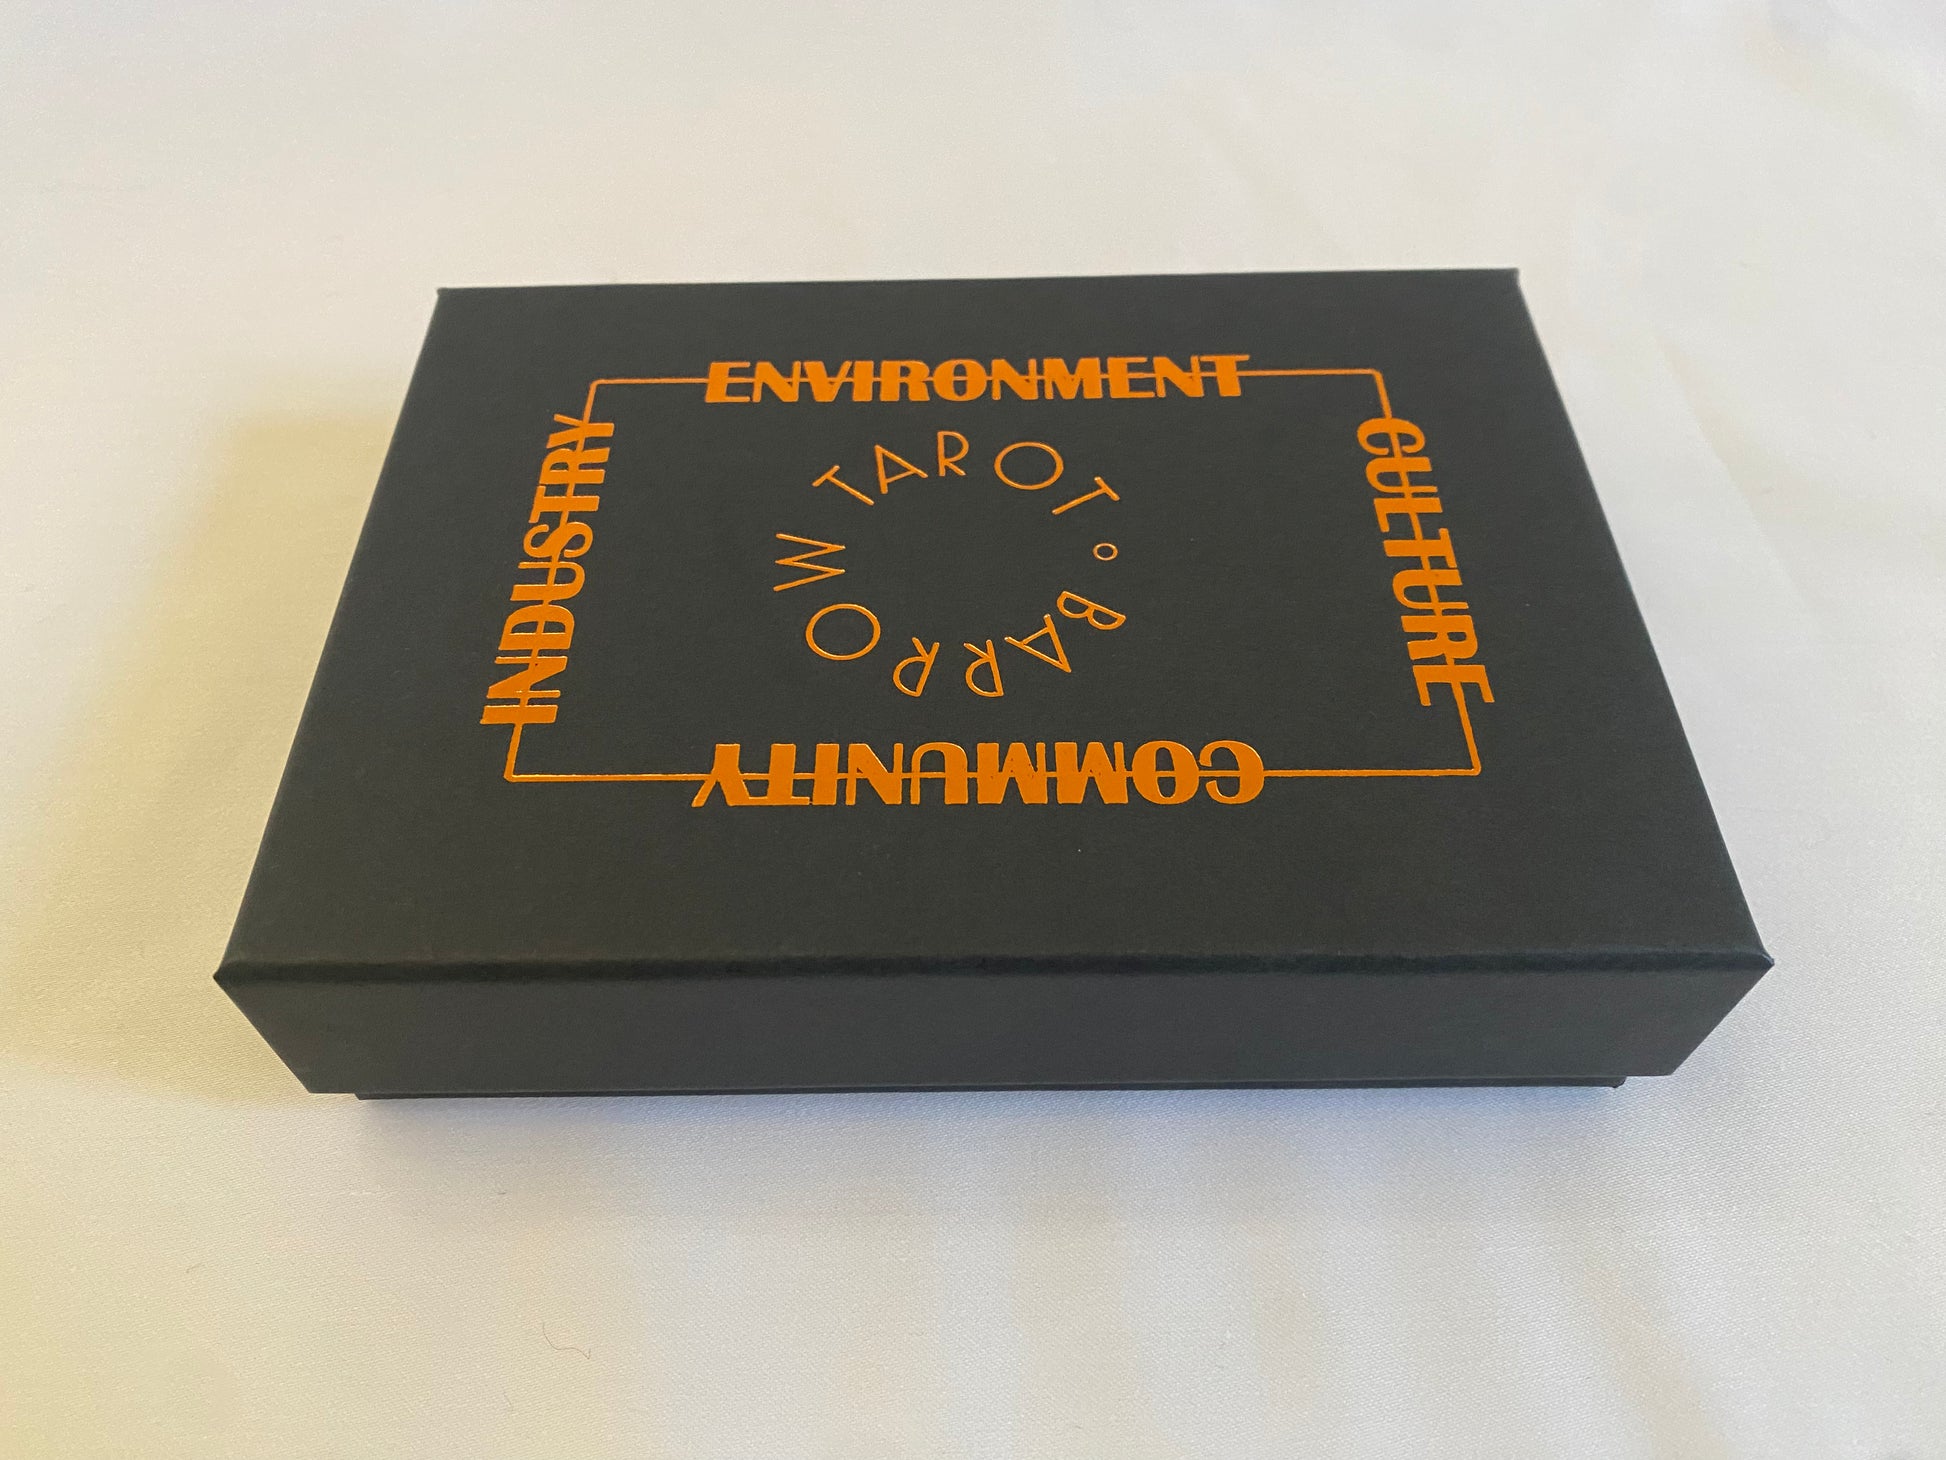 ENVIRONMENT
CULTURE
COMMUNITY
INDUSTRY
BARROW TAROT